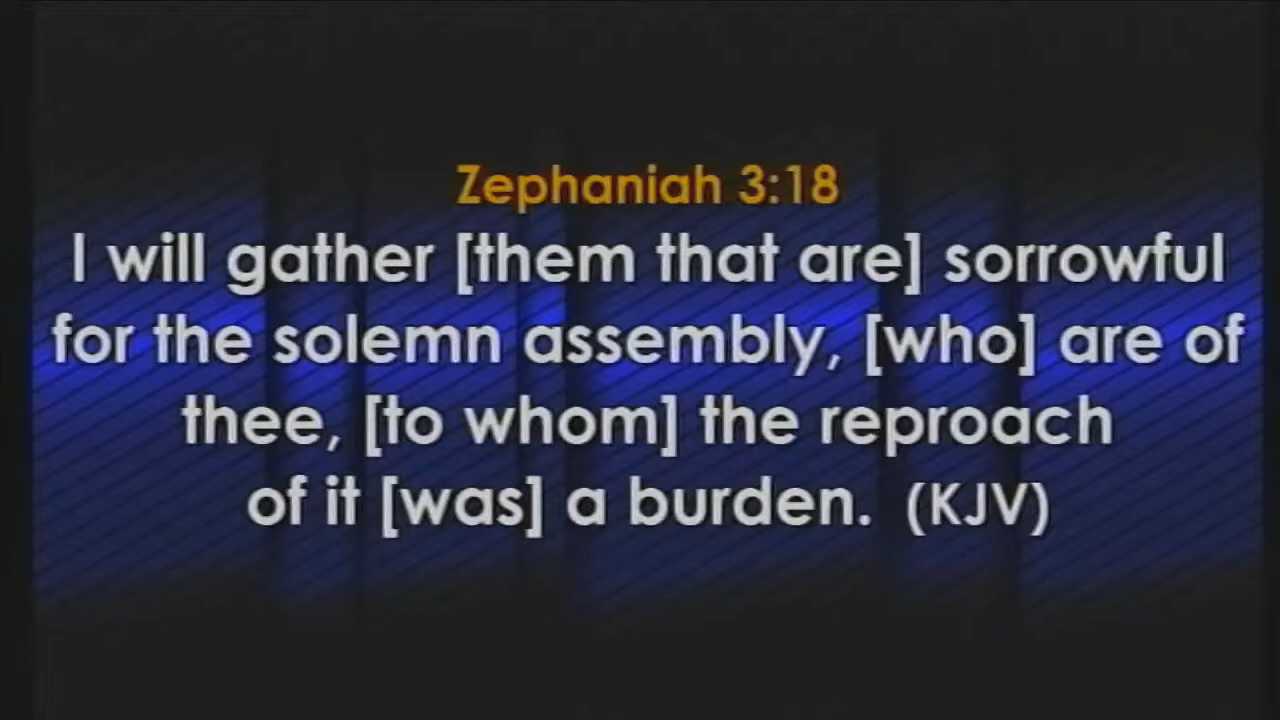 Zephaniah 3:18
I will gather [them that are] sorrowful
for the solemn assembly, [who] are of
thee, [to whom] the reproach
of it [was] a burden. (KJV)